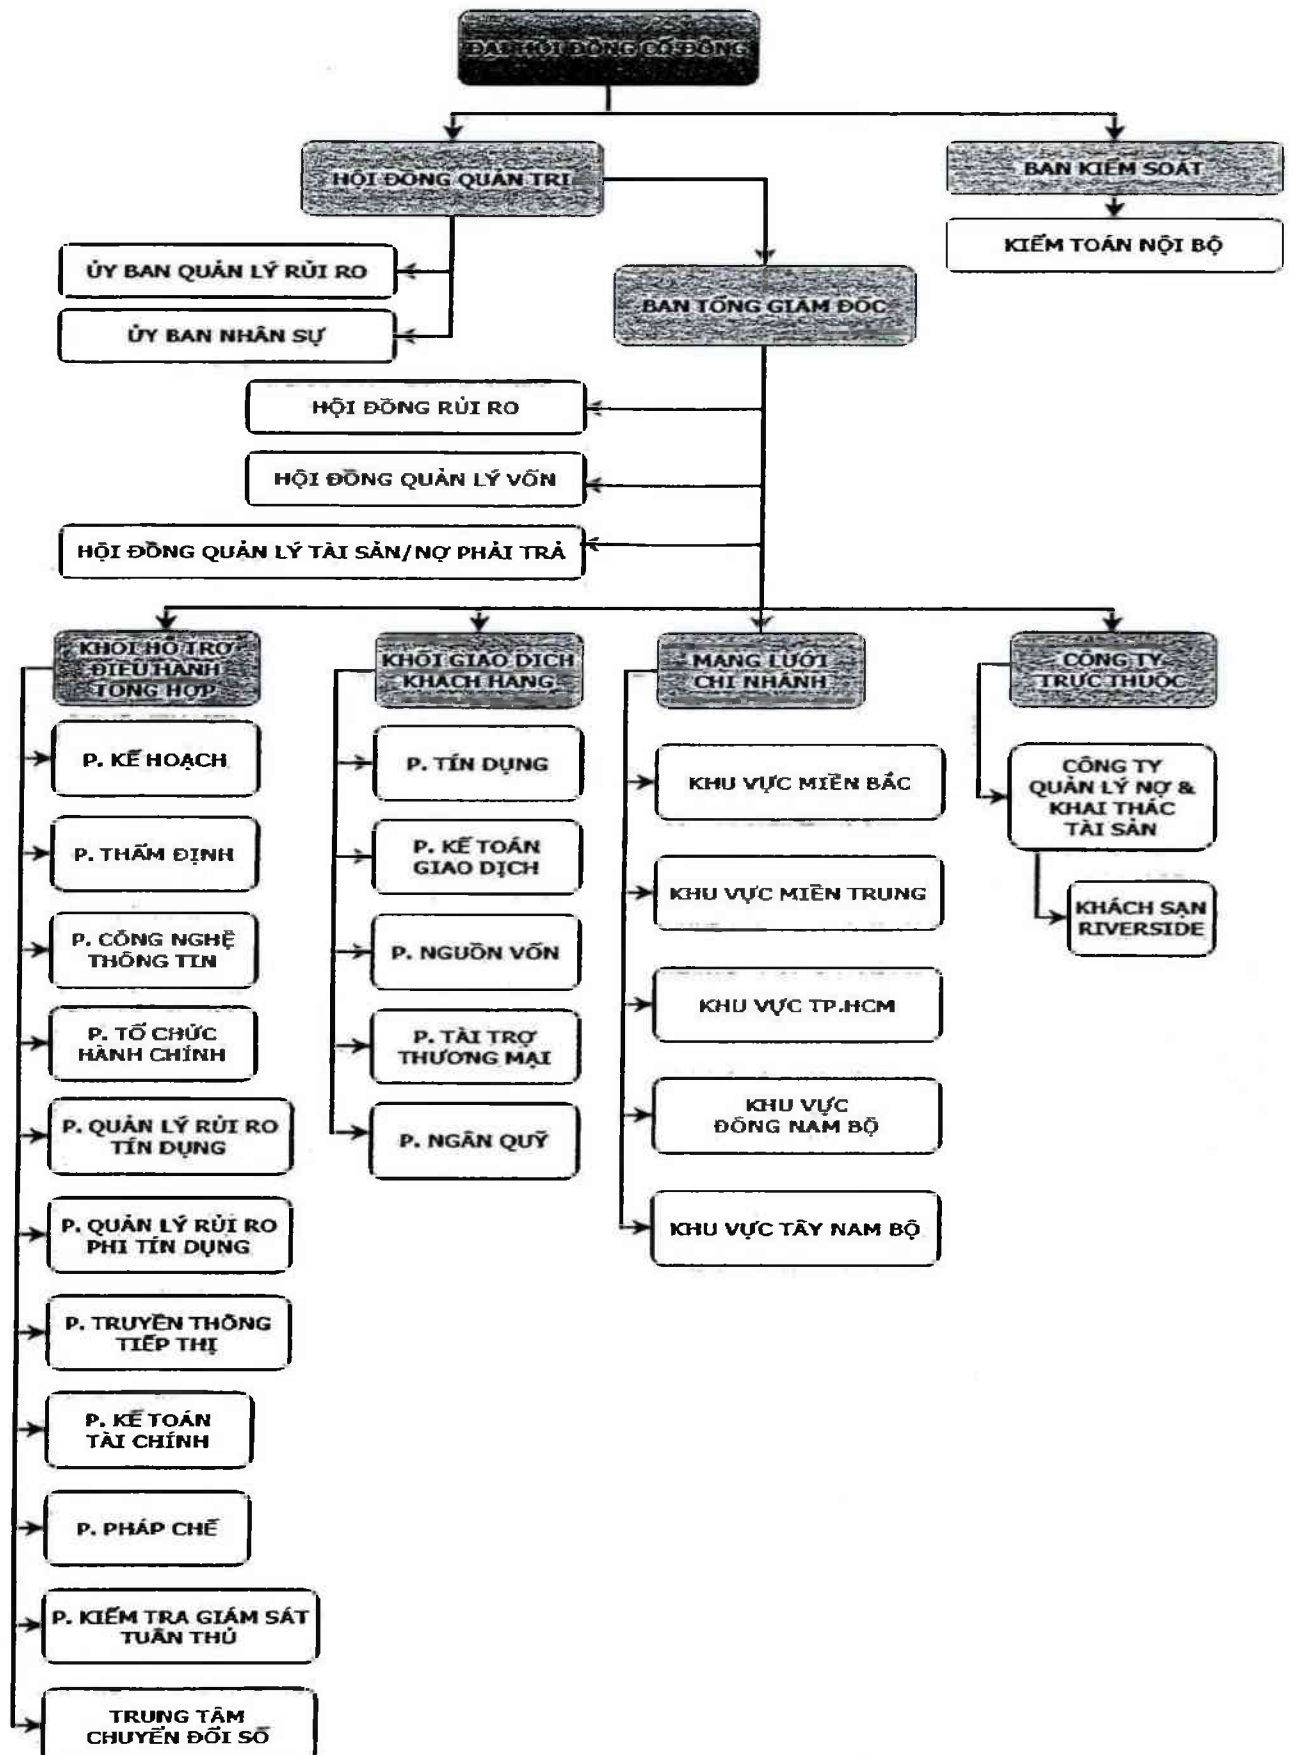 ĐẠI HỘI ĐỒNG CỔ ĐÔNG
HỘI ĐỒNG QUẢN TRỊ
BAN KIỂM SOÁT
KIỂM TOÁN NỘI BỘ
ỦY BAN QUẢN LÝ RỦI RO
ỦY BAN NHÂN SỰ
BAN TỔNG GIÁM ĐỐC
HỘI ĐỒNG RỦI RO
HỘI ĐỒNG QUẢN LÝ VỐN
HỘI ĐỒNG QUẢN LÝ TÀI SẢN/NỢ PHẢI TRẢ
KHỐI HỖ TRỢ
ĐIỀU HÀNH
TỔNG HỢP
P. KẾ HOẠCH
P. THẨM ĐỊNH
P. CÔNG NGHỆ
THÔNG TIN
P. TỔ CHỨC
HÀNH CHÍNH
P. QUẢN LÝ RỦI RO
TÍN DỤNG
P. QUẢN LÝ RỦI RO
PHI TÍN DỤNG
P. TRUYỀN THÔNG
TIẾP THỊ
P. KẾ TOÁN
TÀI CHÍNH
P. PHÁP CHẾ
P. KIỂM TRA GIÁM SÁT
TUÂN THỦ
TRUNG TÂM
CHUYỂN ĐỔI SỐ
KHỐI GIAO DỊCH
KHÁCH HÀNG
P. TÍN DỤNG
P. KẾ TOÁN
GIAO DỊCH
P. NGUỒN VỐN
P. TÀI TRỢ
THƯƠNG MẠI
P. NGÂN QUỸ
MẠNG LƯỚI
CHI NHÁNH
KHU VỰC MIỀN BẮC
KHU VỰC MIỀN TRUNG
KHU VỰC TP.HCM
KHU VỰC
ĐÔNG NAM BỘ
KHU VỰC TÂY NAM BỘ
CÔNG TY
TRỰC THUỘC
CÔNG TY
QUẢN LÝ NỢ &
KHAI THÁC
TÀI SẢN
KHÁCH SẠN
RIVERSIDE